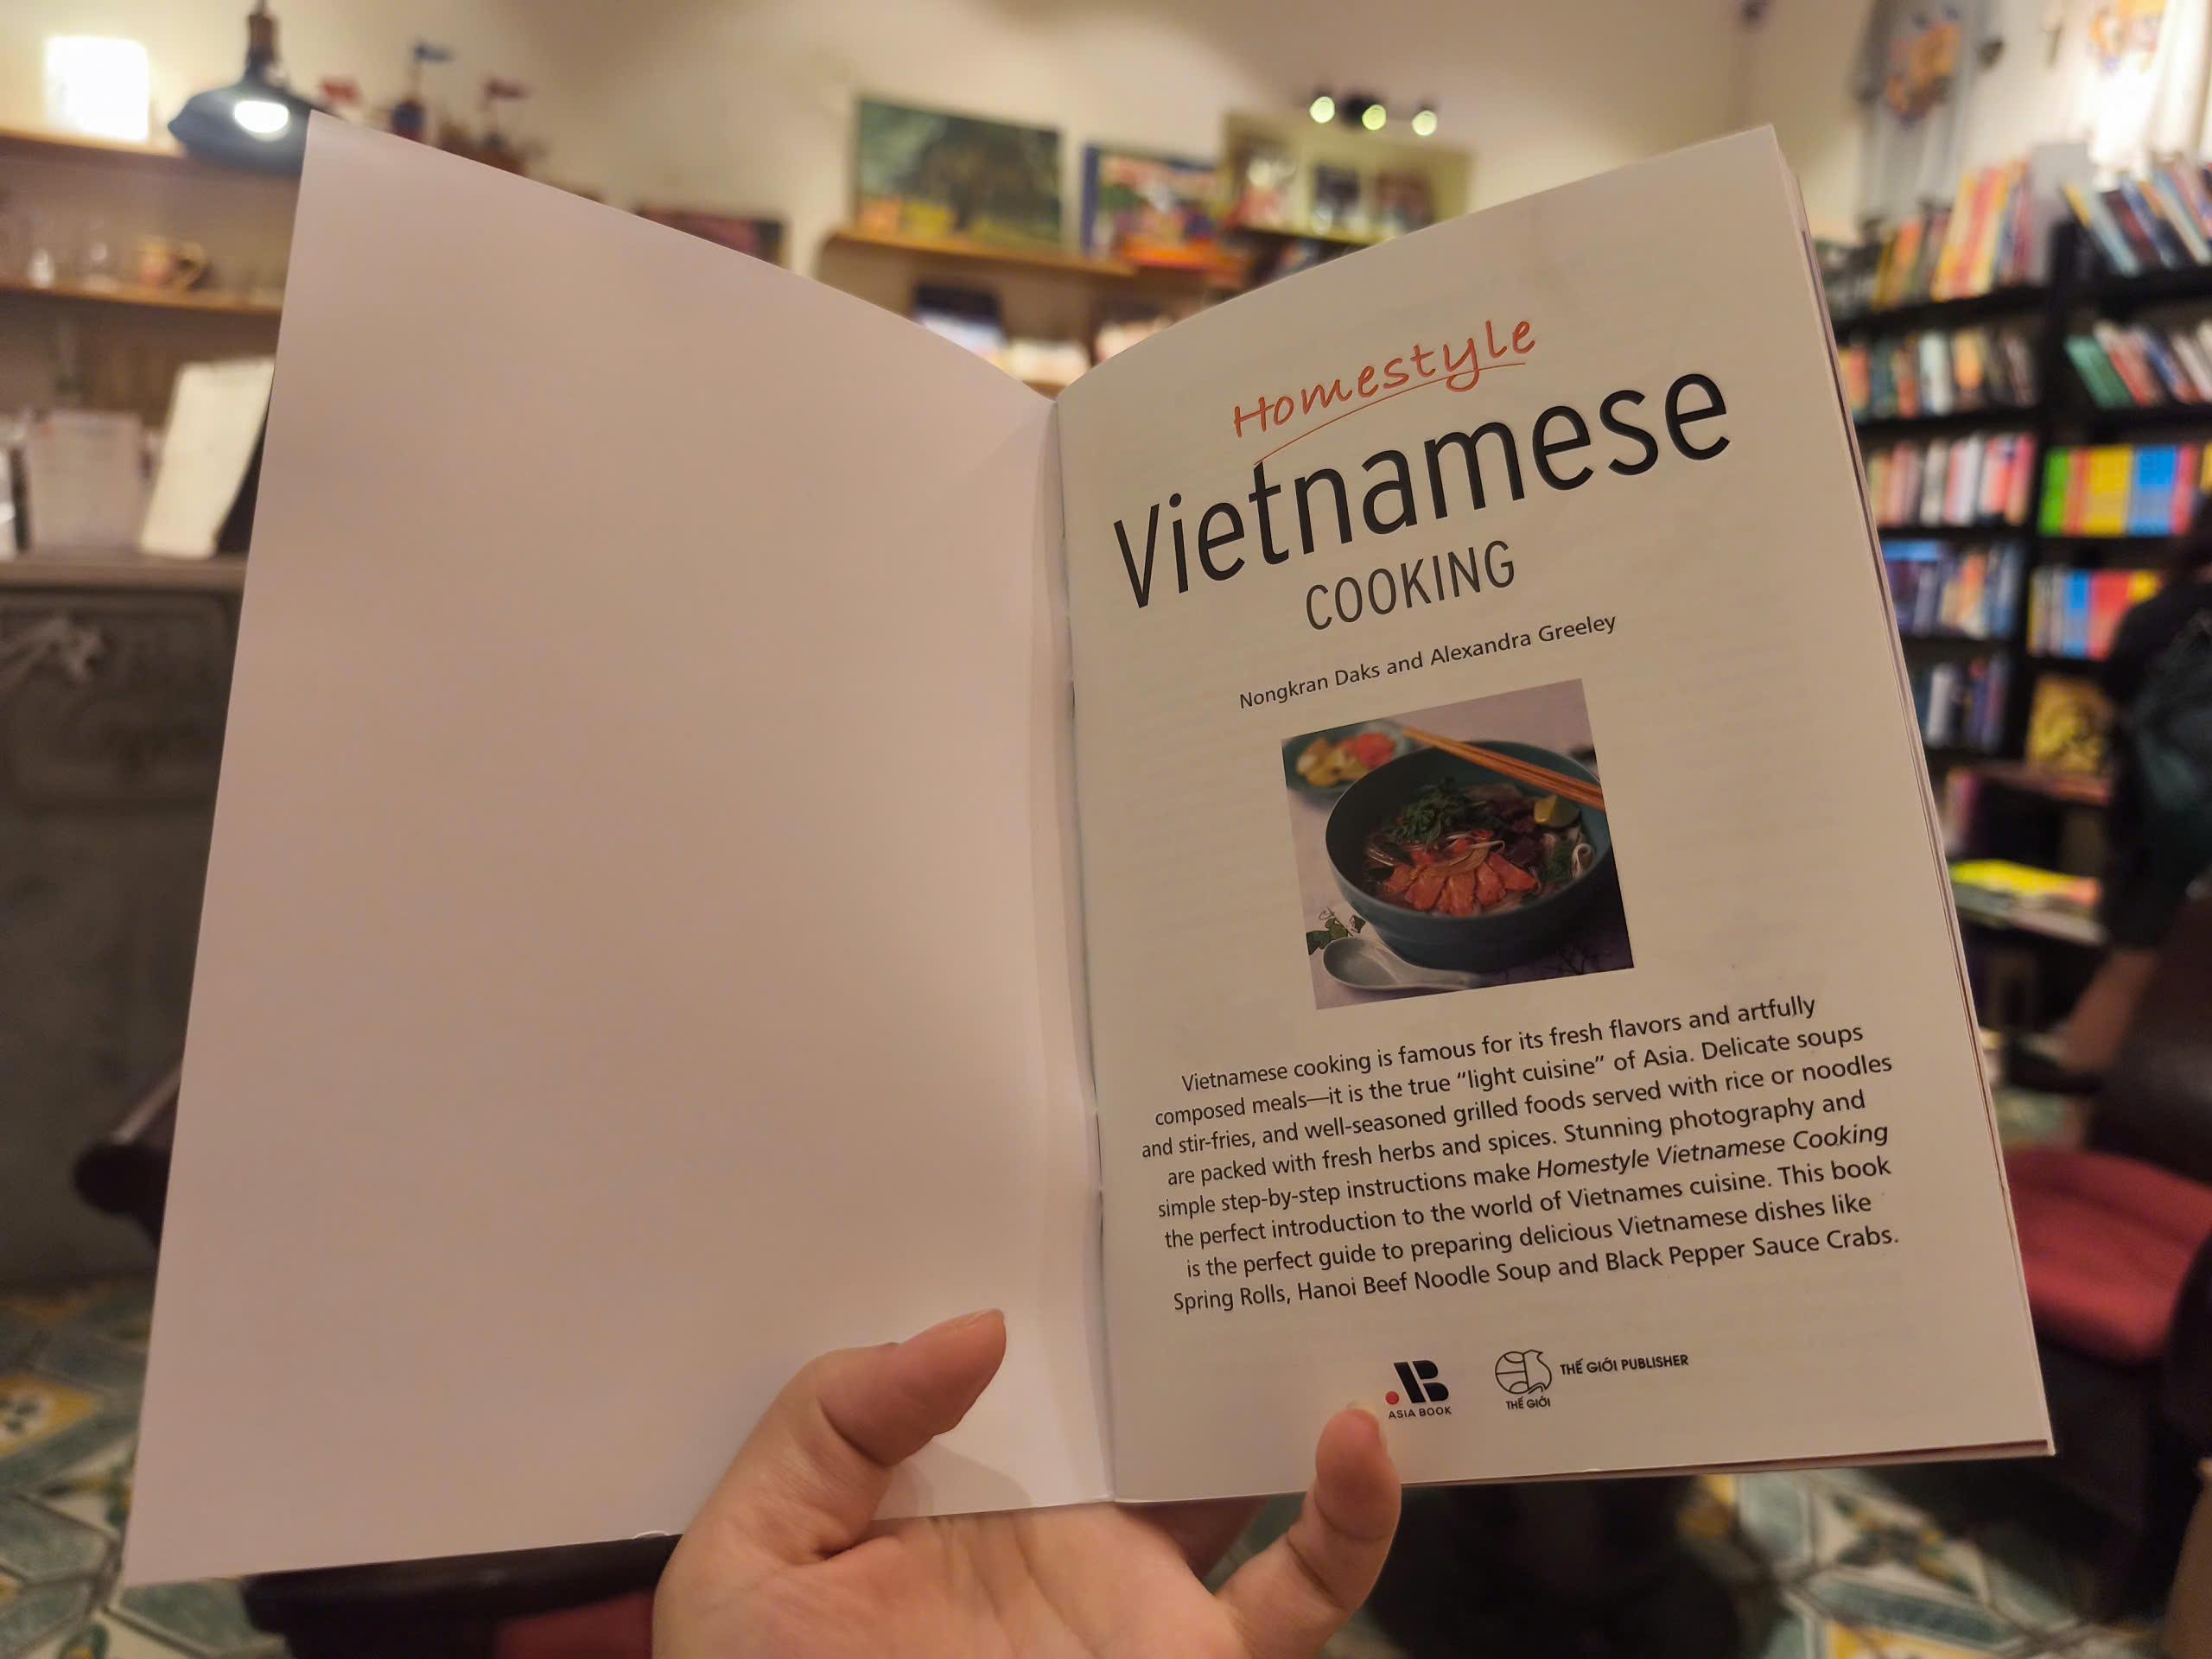 Homestyle
Vietnamese
COOKING
Nongkran Daks and Alexandra Greeley
Vietnamese cooking is famous for its fresh flavors and artfully
composed meals—it is the true “light cuisine” of Asia. Delicate soups
and stir-fries, and well-seasoned grilled foods served with rice or noodles
are packed with fresh herbs and spices. Stunning photography and
simple step-by-step instructions make Homestyle Vietnamese Cooking
the perfect introduction to the world of Vietnames cuisine. This book
is the perfect guide to preparing delicious Vietnamese dishes like
Spring Rolls, Hanoi Beef Noodle Soup and Black Pepper Sauce Crabs.
AB
ASIA BOOK
THẾ GIỚI
THẾ GIỚI PUBLISHER